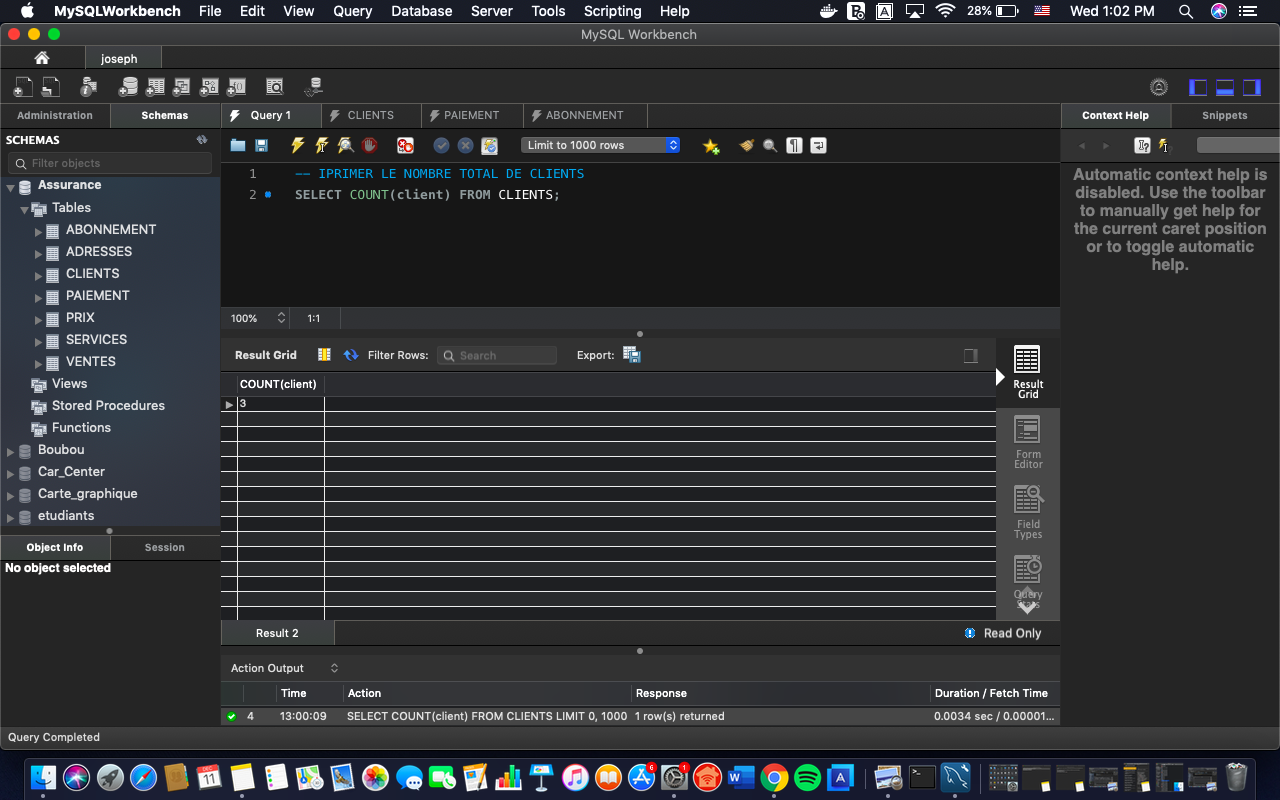 MySQLWorkbench File Edit View Query Database Server Tools Scripting Help 28% Wed 1:02 PM
MySQL Workbench
joseph
Administration Schemas Query 1 CLIENTS PAIEMENT ABONNEMENT Context Help Snippets
SCHEMAS
Limit to 1000 rows
Filter objects
1 -- IPRIMER LE NOMBRE TOTAL DE CLIENTS
2 SELECT COUNT(client) FROM CLIENTS;
Assurance
Tables
ABONNEMENT
ADRESSES
CLIENTS
PAIEMENT
PRIX
SERVICES
VENTES
Views
Stored Procedures
Functions
Boubou
Car_Center
Carte_graphique
etudiants
Automatic context help is
disabled. Use the toolbar
to manually get help for
the current caret position
or to toggle automatic
help.
100% 1:1
Result Grid Filter Rows: Search Export:
COUNT(client)
3
Result
Grid
Form
Editor
Field
Types
Query
Stats
Object Info Session
No object selected
Result 2 Read Only
Action Output
Time Action Response Duration / Fetch Time
4 13:00:09 SELECT COUNT(client) FROM CLIENTS LIMIT 0, 1000 1 row(s) returned 0.0034 sec / 0.00001...
Query Completed
DEC
11
6
1